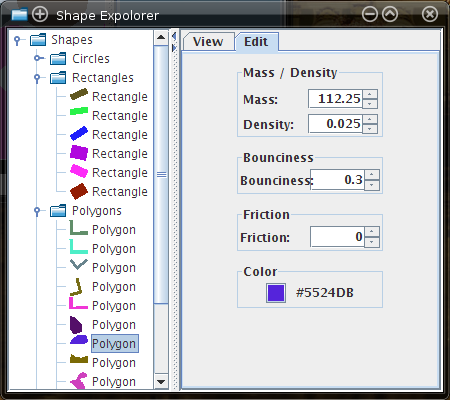 Shape Expolorer
Shapes
Circles
Rectangles
Rectangle
Rectangle
Rectangle
Rectangle
Rectangle
Rectangle
Polygons
Polygon
Polygon
Polygon
Polygon
Polygon
Polygon
Polygon
Polygon
Polygon
View Edit
Mass / Density
Mass: 112.25
Density: 0.025
Bounciness
Bounciness: 0.3
Friction
Friction: 0
Color
#5524DB